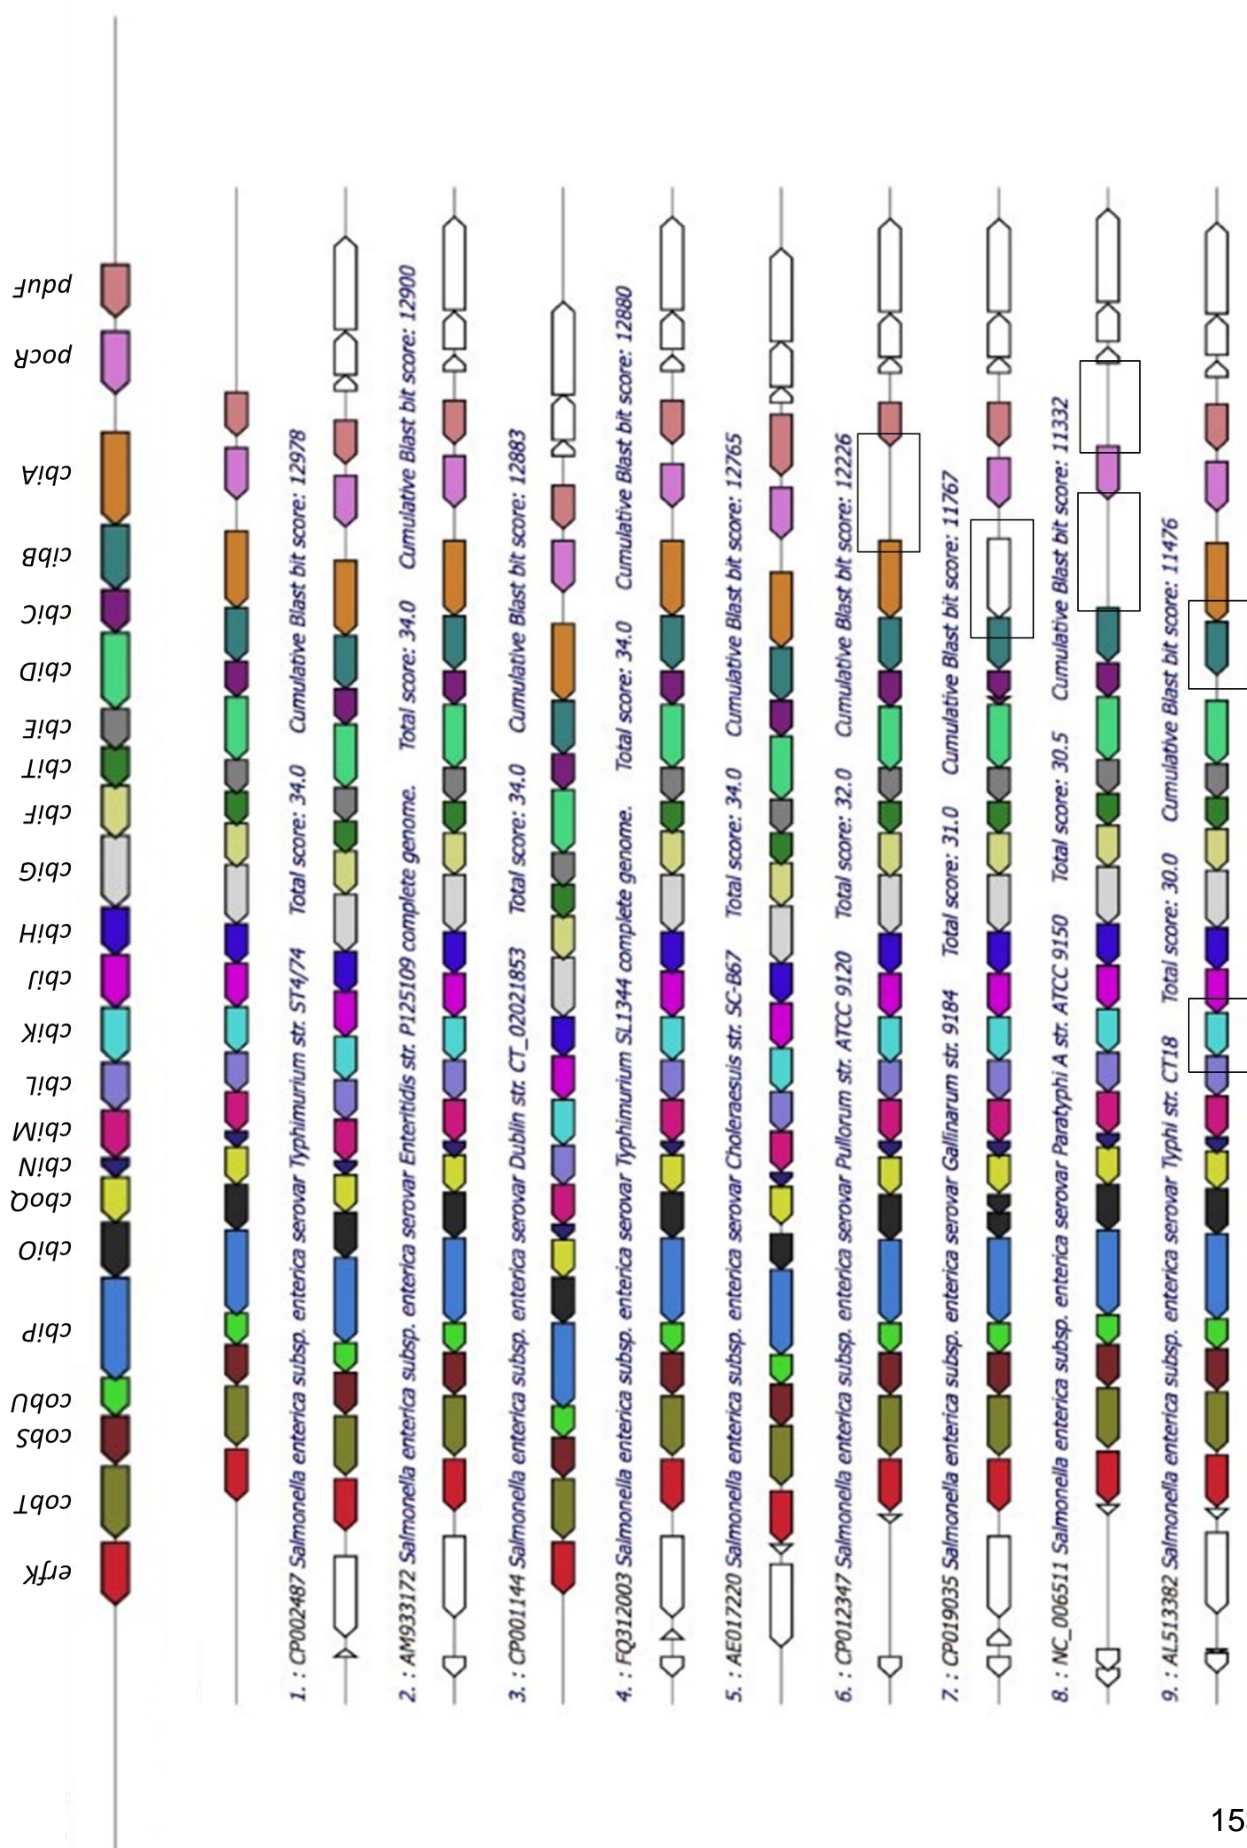 pduF
pocR
cbiA
cibB
cbiC
cbiD
cbiE
cbiT
cbiF
cbiG
cbiH
cbiJ
cbiK
cbiL
cbiM
cbiN
cboQ
cbiO
cbiP
cobU
cobS
cobT
erfK
1. : CP002487 Salmonella enterica subsp. enterica serovar Typhimurium str. ST4/74 Total score: 34.0 Cumulative Blast bit score: 12978
2. : AM933172 Salmonella enterica subsp. enterica serovar Enteritidis str. P125109 complete genome. Total score: 34.0 Cumulative Blast bit score: 12900
3. : CP001144 Salmonella enterica subsp. enterica serovar Dublin str. CT_02021853 Total score: 34.0 Cumulative Blast bit score: 12883
4. : FQ312003 Salmonella enterica subsp. enterica serovar Typhimurium SL1344 complete genome. Total score: 34.0 Cumulative Blast bit score: 12880
5. : AE017220 Salmonella enterica subsp. enterica serovar Choleraesuis str. SC-B67 Total score: 34.0 Cumulative Blast bit score: 12765
6. : CP012347 Salmonella enterica subsp. enterica serovar Pullorum str. ATCC 9120 Total score: 32.0 Cumulative Blast bit score: 12226
7. : CP019035 Salmonella enterica subsp. enterica serovar Gallinarum str. 9184 Total score: 31.0 Cumulative Blast bit score: 11767
8. : NC_006511 Salmonella enterica subsp. enterica serovar Paratyphi A str. ATCC 9150 Total score: 30.5 Cumulative Blast bit score: 11332
9. : AL513382 Salmonella enterica subsp. enterica serovar Typhi str. CT18 Total score: 30.0 Cumulative Blast bit score: 11476